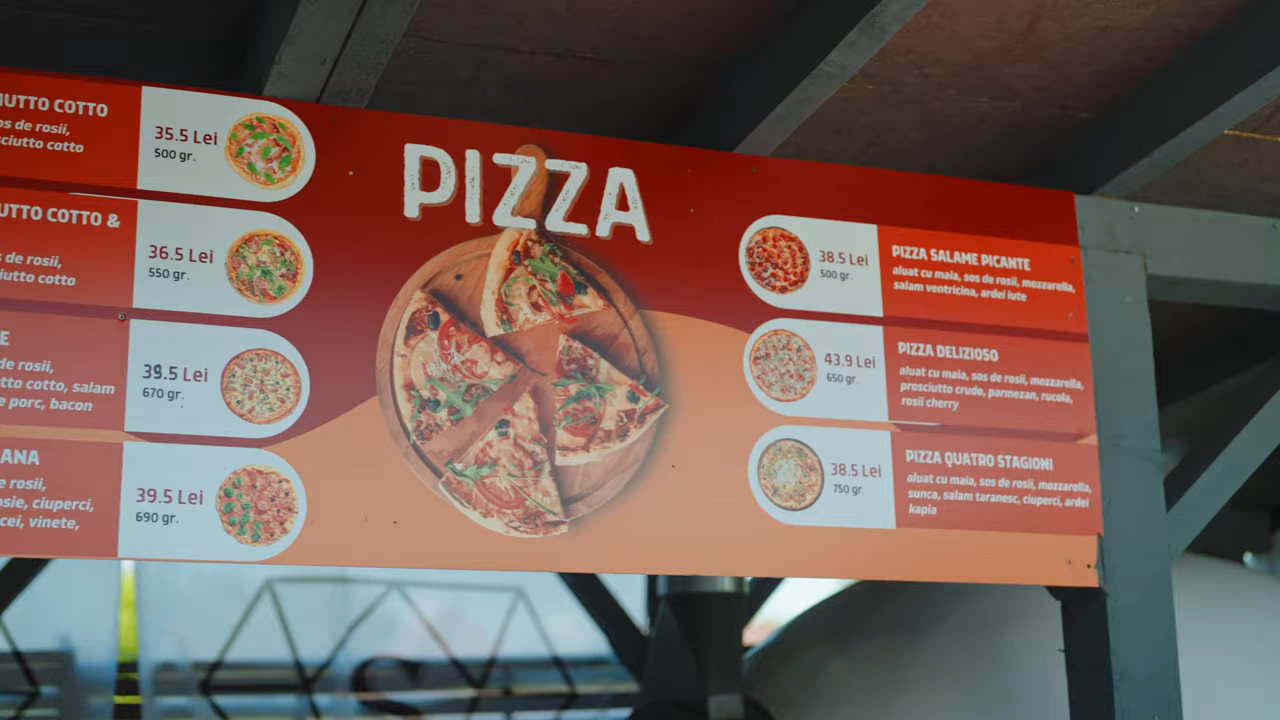 IUTTO COTTO
os de rosii,
sciutto cotto
35.5 Lei
500 gr.
UTTO COTTO &
de rosii,
iutto cotto
36.5 Lei
550 gr.
E
de rosii,
tto cotto, salam
e porc, bacon
39.5 Lei
670 gr.
ANA
e rosii,
osie, ciuperci,
cei, vinete,
39.5 Lei
690 gr.
PIZZA
38.5 Lei
500 gr.
PIZZA SALAME PICANTE
aluat cu maia, sos de rosii, mozzarella,
salam ventricina, ardei iute
43.9 Lei
650 gr.
PIZZA DELIZIOSO
aluat cu maia, sos de rosii, mozzarella,
prosciutto crudo, parmezan, rucola,
rosii cherry
38.5 Lei
750 gr.
PIZZA QUATRO STAGIONI
aluat cu maia, sos de rosii, mozzarella,
sunca, salam taranesc, ciuperci, ardei
kapia